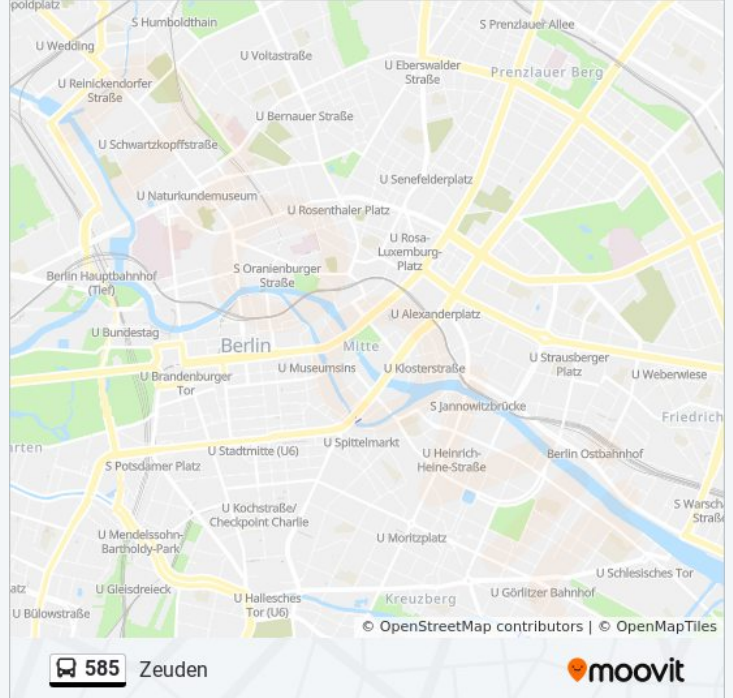 poldplatz
S Humboldthain
S Prenzlauer Allee
U Wedding
U Voltastraße
U Eberswalder
Straße
Prenzlauer Berg
U Reinickendorfer
Straße
U Bernauer Straße
U Schwartzkopffstraße
U Senefelderplatz
U Naturkundemuseum
U Rosenthaler Platz
U Rosa-
Luxemburg-
Platz
Berlin Hauptbahnhof
(Tief)
S Oranienburger
Straße
U Alexanderplatz
U Bundestag
Berlin
Mitte
U Strausberger
Platz
U Museumsins
U Klosterstraße
U Weberwiese
U Brandenburger
Tor
S Jannowitzbrücke
Friedrich
rten
U Spittelmarkt
U Stadtmitte (U6)
U Heinrich-
Heine-Straße
Berlin Ostbahnhof
S Potsdamer Platz
S Warsch
Straße
U Kochstraße/
Checkpoint Charlie
U Mendelssohn-
Bartholdy-Park
U Moritzplatz
U Schlesisches Tor
atz
U Gleisdreieck
U Hallesches
Tor (U6)
Kreuzberg
U Görlitzer Bahnhof
U Bülowstraße
© OpenStreetMap contributors | © OpenMapTiles
585 Zeuden
moovit